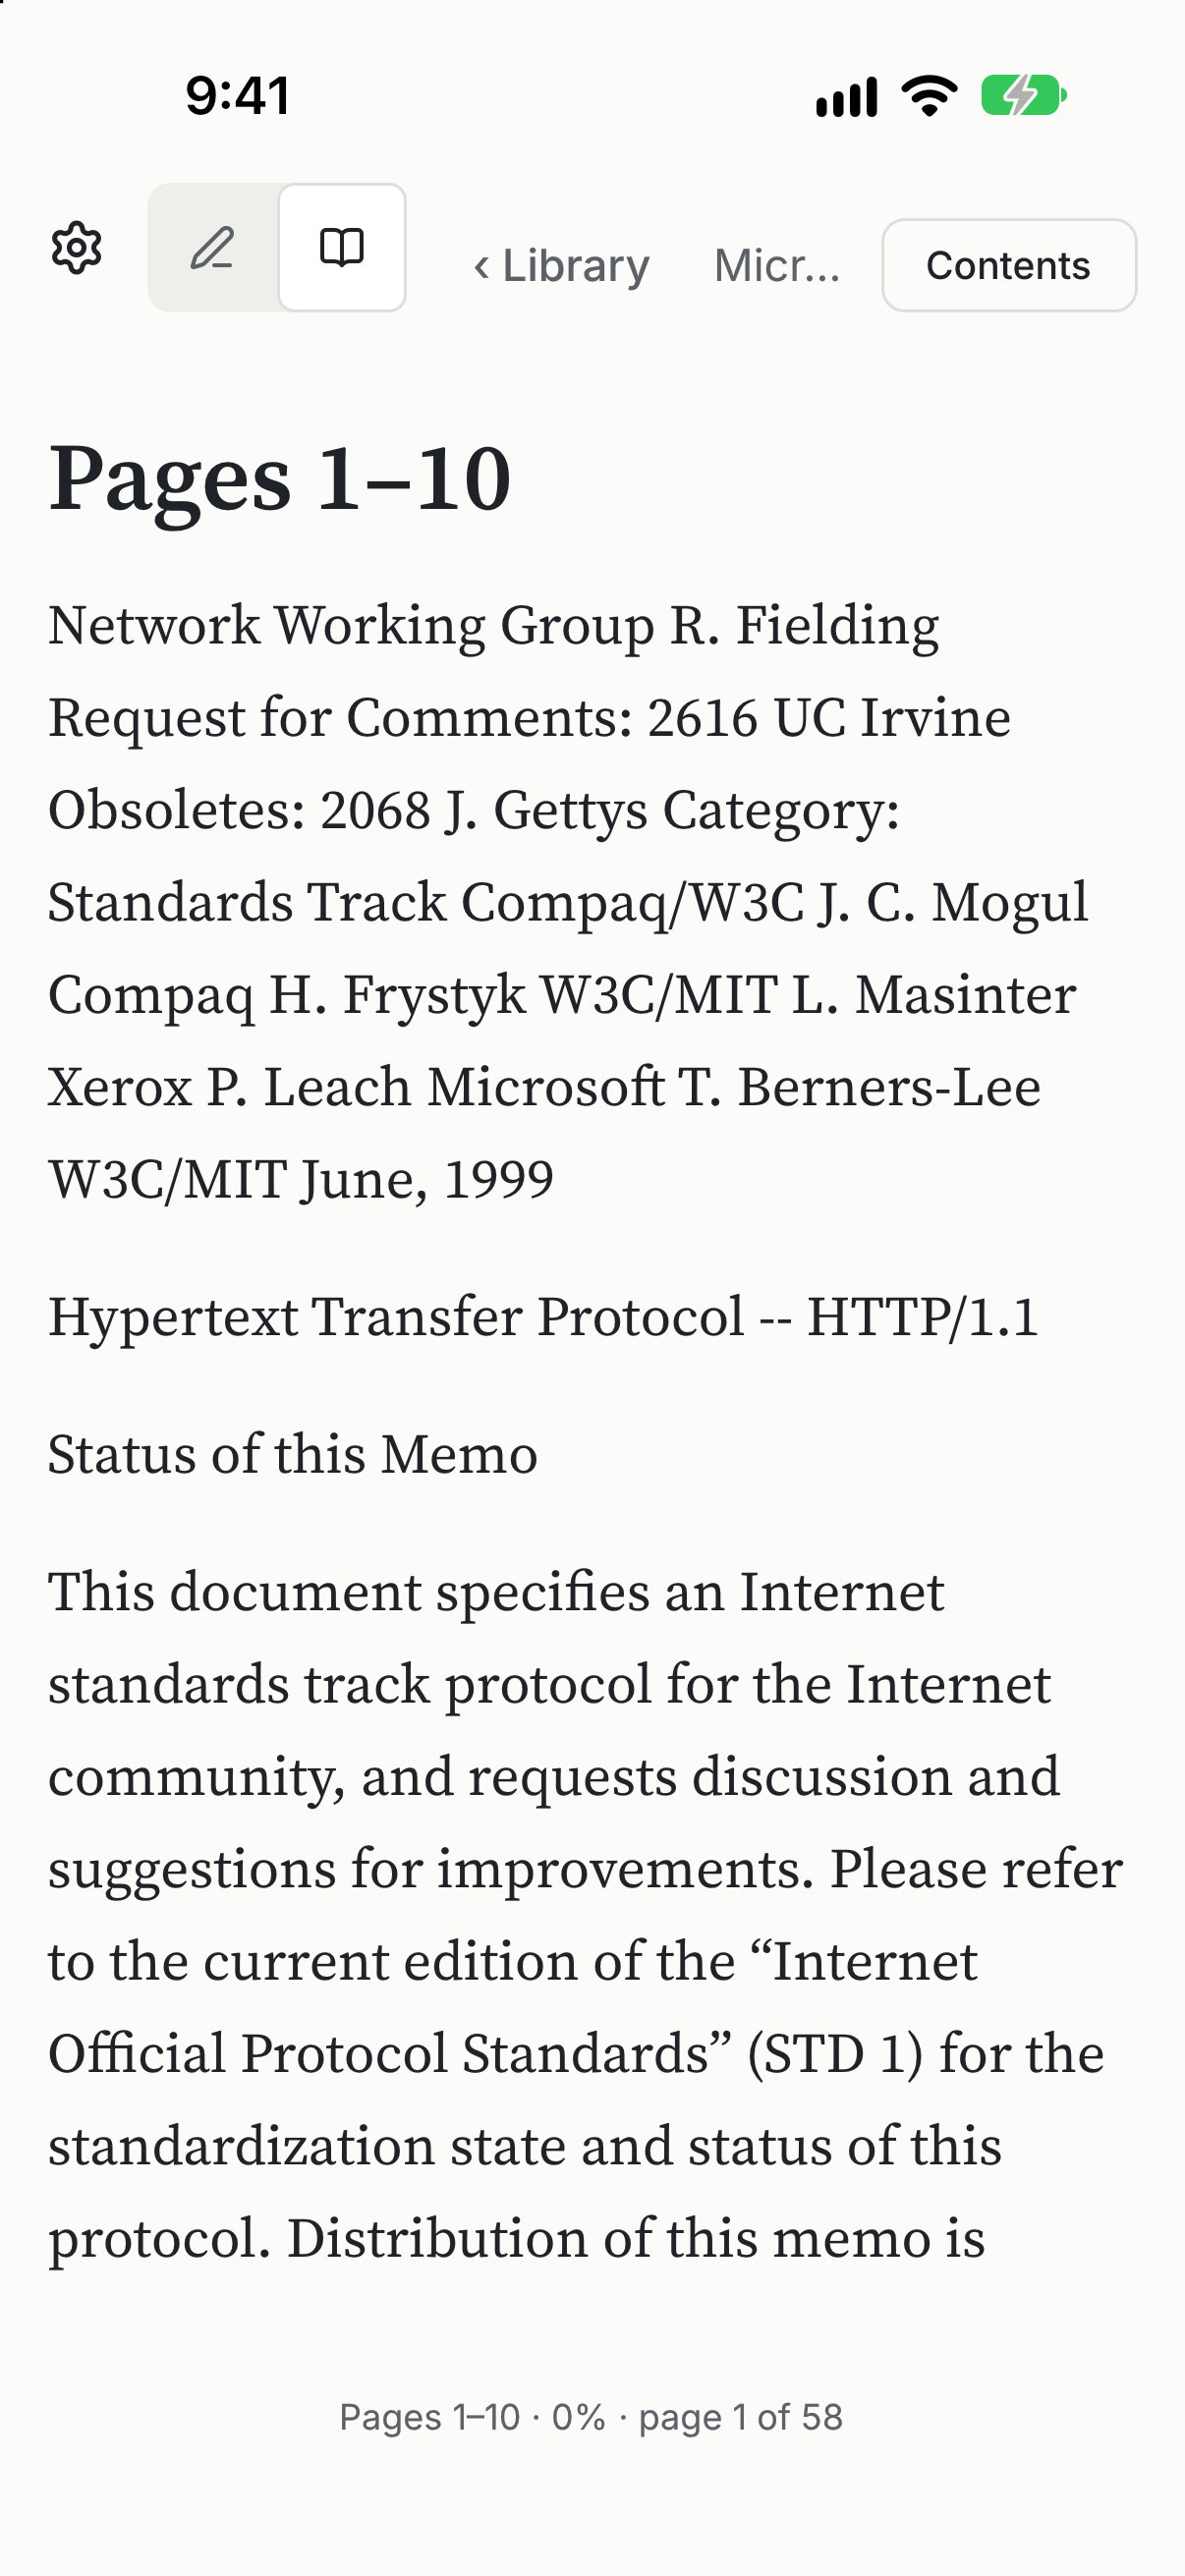 9:41
‹ Library Micr... Contents
Pages 1–10
Network Working Group R. Fielding
Request for Comments: 2616 UC Irvine
Obsoletes: 2068 J. Gettys Category:
Standards Track Compaq/W3C J. C. Mogul
Compaq H. Frystyk W3C/MIT L. Masinter
Xerox P. Leach Microsoft T. Berners-Lee
W3C/MIT June, 1999
Hypertext Transfer Protocol -- HTTP/1.1
Status of this Memo
This document specifies an Internet
standards track protocol for the Internet
community, and requests discussion and
suggestions for improvements. Please refer
to the current edition of the “Internet
Official Protocol Standards” (STD 1) for the
standardization state and status of this
protocol. Distribution of this memo is
Pages 1–10 · 0% · page 1 of 58